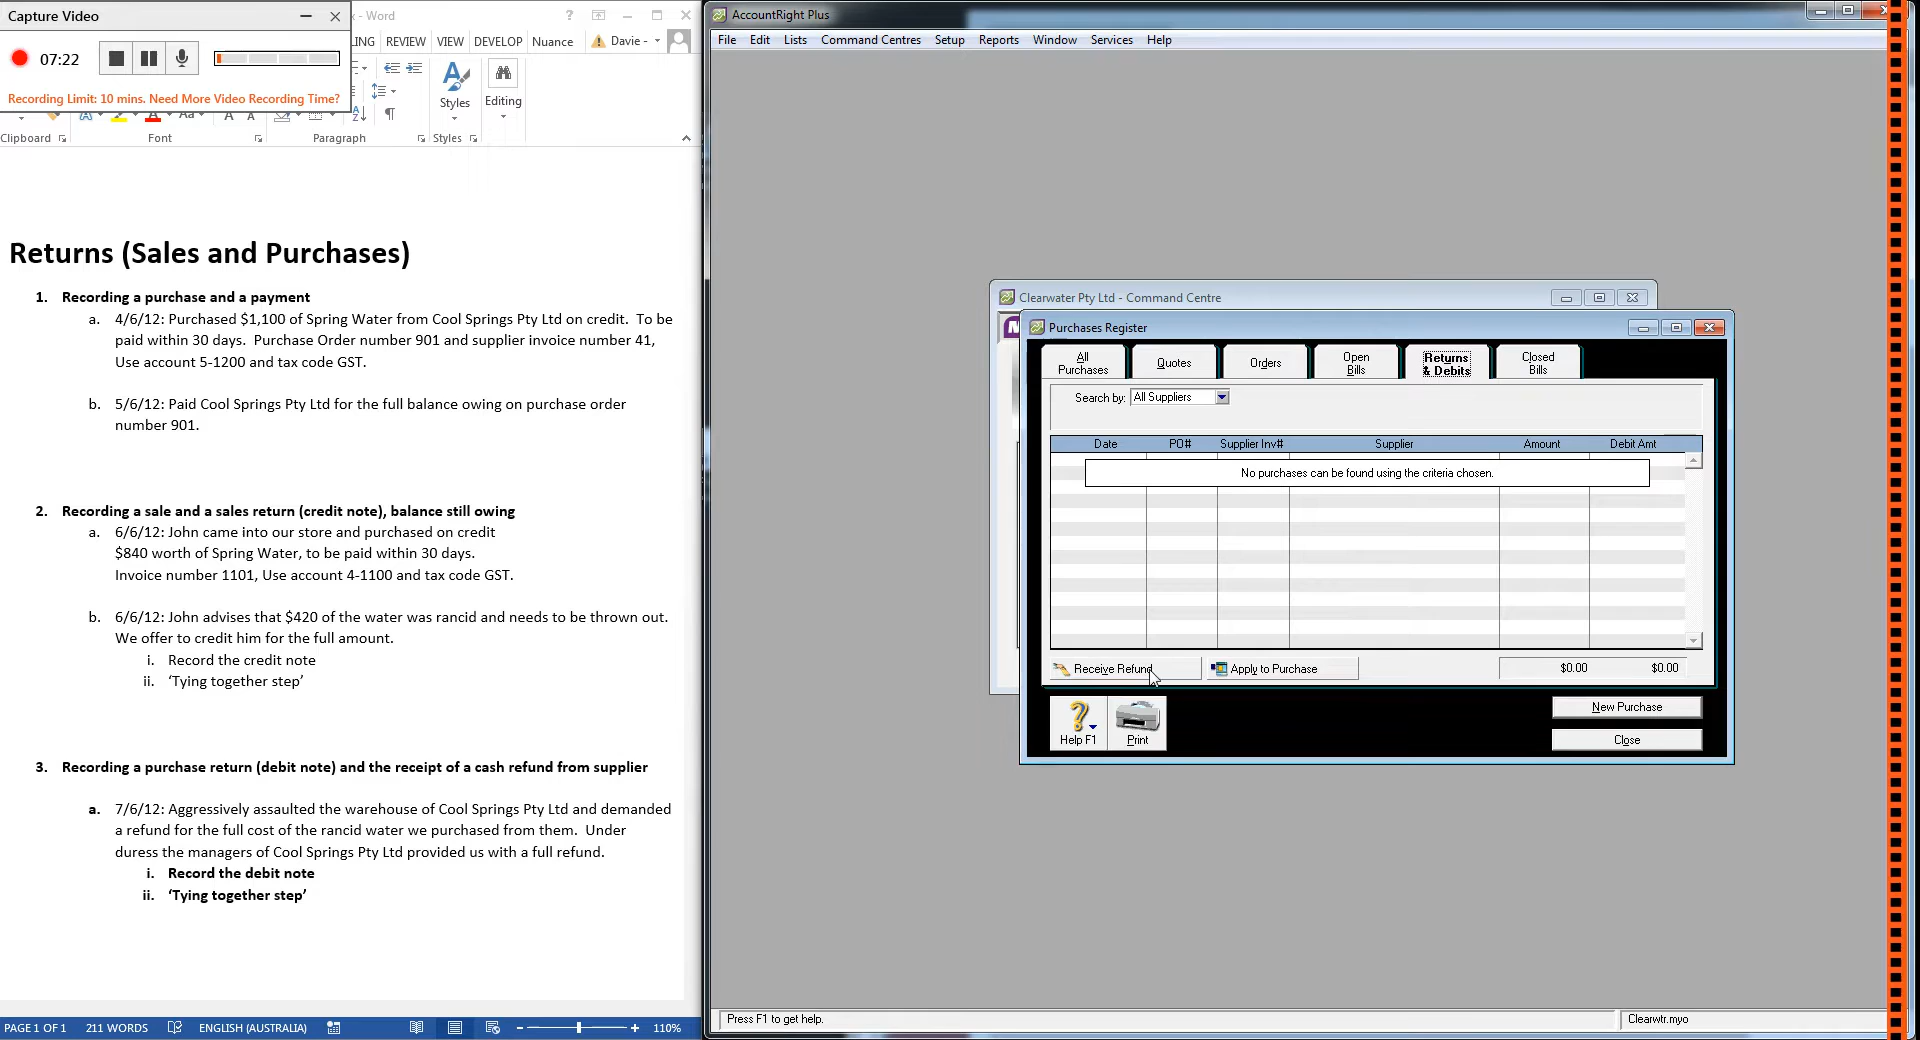 Capture Video
07:22
Recording Limit: 10 mins. Need More Video Recording Time?
- Word
REVIEW VIEW DEVELOP Nuance
Davie -
Styles
Editing
Clipboard
Font
Paragraph
Styles
Returns (Sales and Purchases)
1. Recording a purchase and a payment
a. 4/6/12: Purchased $1,100 of Spring Water from Cool Springs Pty Ltd on credit. To be
paid within 30 days. Purchase Order number 901 and supplier invoice number 41,
Use account 5-1200 and tax code GST.
b. 5/6/12: Paid Cool Springs Pty Ltd for the full balance owing on purchase order
number 901.
2. Recording a sale and a sales return (credit note), balance still owing
a. 6/6/12: John came into our store and purchased on credit
$840 worth of Spring Water, to be paid within 30 days.
Invoice number 1101, Use account 4-1100 and tax code GST.
b. 6/6/12: John advises that $420 of the water was rancid and needs to be thrown out.
We offer to credit him for the full amount.
i. Record the credit note
ii. ‘Tying together step’
3. Recording a purchase return (debit note) and the receipt of a cash refund from supplier
a. 7/6/12: Aggressively assaulted the warehouse of Cool Springs Pty Ltd and demanded
a refund for the full cost of the rancid water we purchased from them. Under
duress the managers of Cool Springs Pty Ltd provided us with a full refund.
i. Record the debit note
ii. ‘Tying together step’
PAGE 1 OF 1 211 WORDS ENGLISH (AUSTRALIA) 110%
AccountRight Plus
File Edit Lists Command Centres Setup Reports Window Services Help
Clearwater Pty Ltd - Command Centre
Purchases Register
All Purchases
Quotes
Orders
Open Bills
Returns & Debits
Closed Bills
Search by: All Suppliers
Date PO# Supplier Inv# Supplier Amount Debit Amt
No purchases can be found using the criteria chosen.
Receive Refund
Apply to Purchase
$0.00 $0.00
Help F1
Print
New Purchase
Close
Press F1 to get help.
Clearwtr.myo